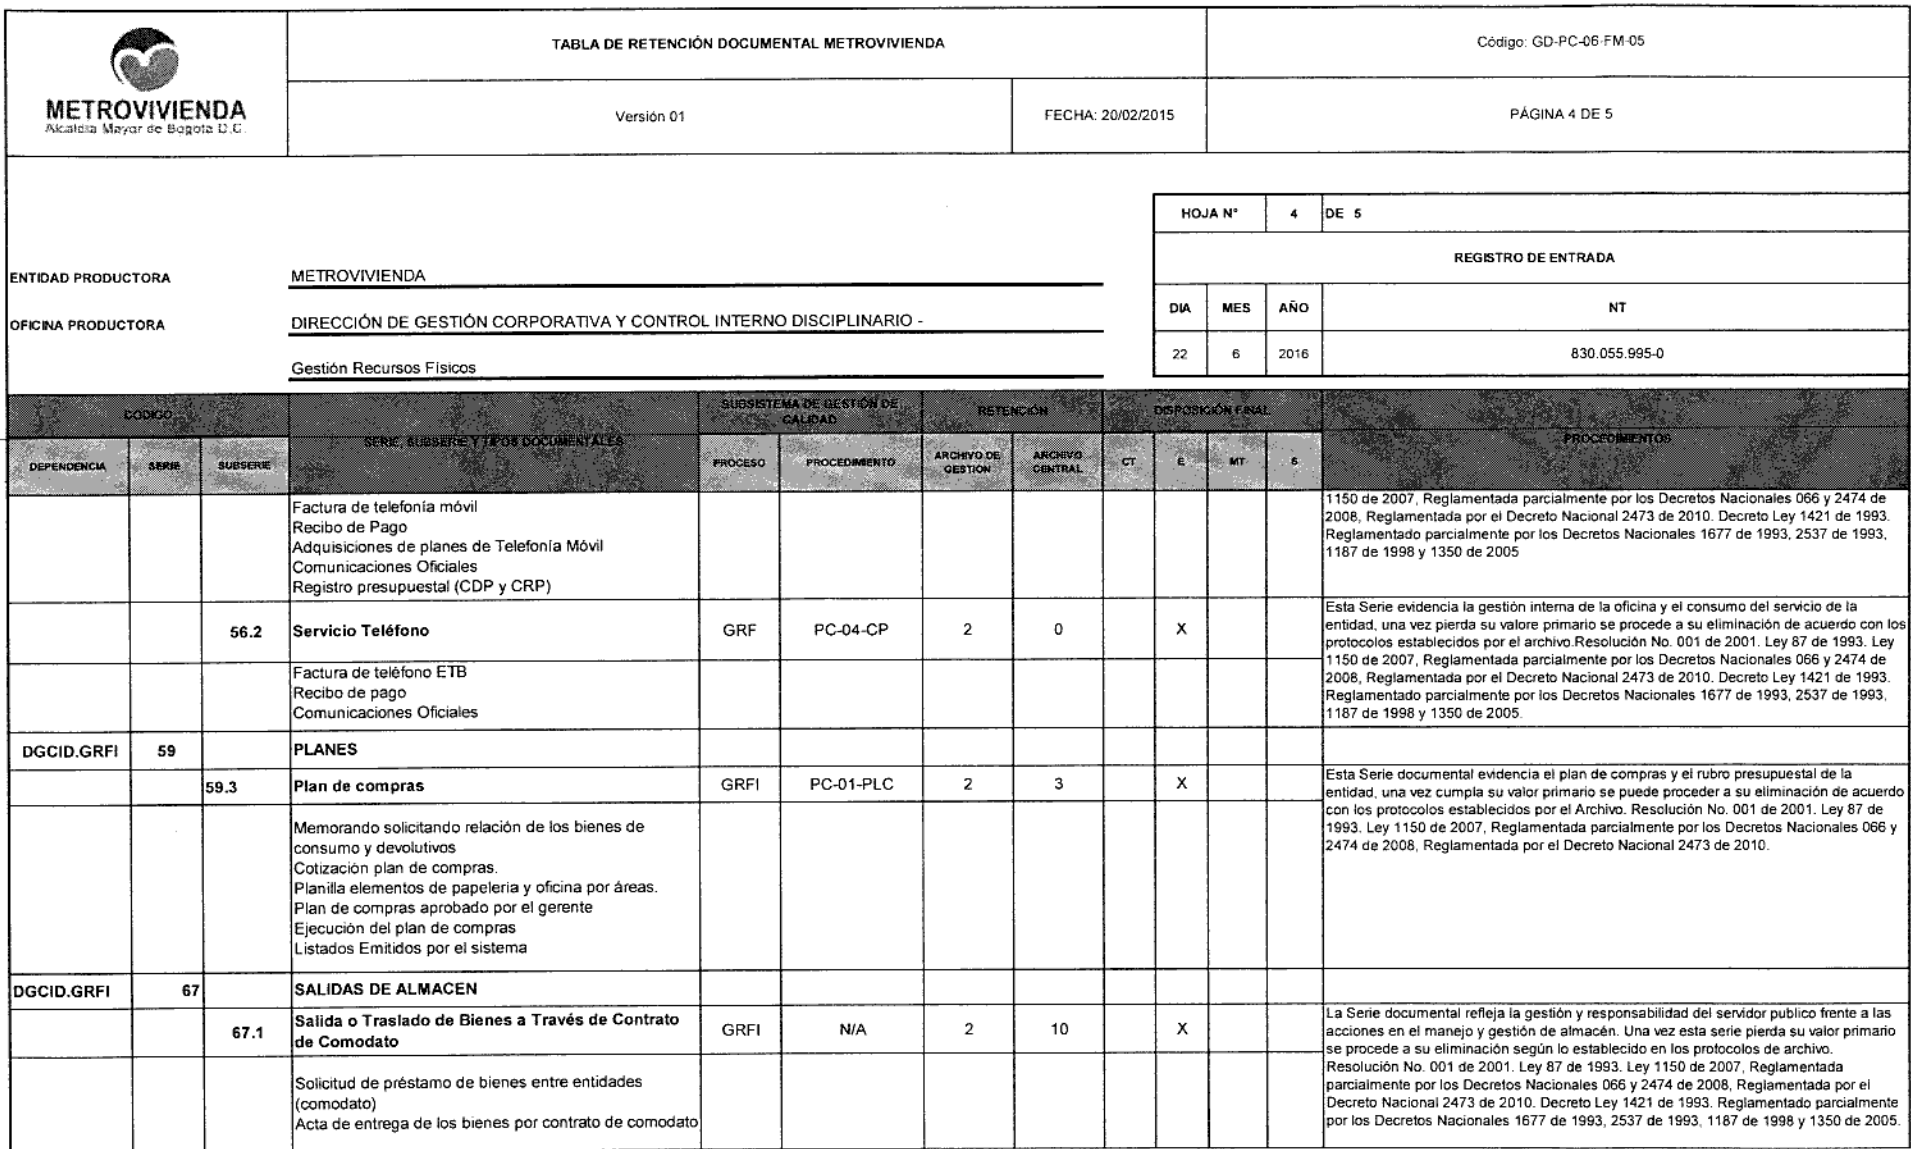 METROVIVIENDA
Alcaldia Mayor de Bogotá D.C.
TABLA DE RETENCIÓN DOCUMENTAL METROVIVIENDA
Código: GD-PC-06-FM-05
Versión 01
FECHA: 20/02/2015
PÁGINA 4 DE 5
HOJA N° 4 DE 5
REGISTRO DE ENTRADA
ENTIDAD PRODUCTORA METROVIVIENDA
DIA MES AÑO NT
OFICINA PRODUCTORA DIRECCIÓN DE GESTIÓN CORPORATIVA Y CONTROL INTERNO DISCIPLINARIO -
22 6 2016 830.055.995-0
Gestión Recursos Físicos
CODIGO
SERIE, SUBSERIE Y TIPOS DOCUMENTALES
SUBSISTEMA DE GESTIÓN DE
CALIDAD
RETENCIÓN
DISPOSICIÓN FINAL
PROCEDIMIENTOS
DEPENDENCIA SERIE SUBSERIE
PROCESO PROCEDIMIENTO
ARCHIVO DE
GESTION
ARCHIVO
CENTRAL
CT E MT S
Factura de telefonía móvil
Recibo de Pago
Adquisiciones de planes de Telefonía Móvil
Comunicaciones Oficiales
Registro presupuestal (CDP y CRP)
1150 de 2007, Reglamentada parcialmente por los Decretos Nacionales 066 y 2474 de
2008, Reglamentada por el Decreto Nacional 2473 de 2010. Decreto Ley 1421 de 1993.
Reglamentado parcialmente por los Decretos Nacionales 1677 de 1993, 2537 de 1993,
1187 de 1998 y 1350 de 2005
56.2 Servicio Teléfono GRF PC-04-CP 2 0 X
Esta Serie evidencia la gestión interna de la oficina y el consumo del servicio de la
entidad, una vez pierda su valore primario se procede a su eliminación de acuerdo con los
protocolos establecidos por el archivo.Resolución No. 001 de 2001. Ley 87 de 1993. Ley
1150 de 2007, Reglamentada parcialmente por los Decretos Nacionales 066 y 2474 de
2008, Reglamentada por el Decreto Nacional 2473 de 2010. Decreto Ley 1421 de 1993.
Reglamentado parcialmente por los Decretos Nacionales 1677 de 1993, 2537 de 1993,
1187 de 1998 y 1350 de 2005.
Factura de teléfono ETB
Recibo de pago
Comunicaciones Oficiales
DGCID.GRFI 59 PLANES
59.3 Plan de compras GRFI PC-01-PLC 2 3 X
Esta Serie documental evidencia el plan de compras y el rubro presupuestal de la
entidad, una vez cumpla su valor primario se puede proceder a su eliminación de acuerdo
con los protocolos establecidos por el Archivo. Resolución No. 001 de 2001. Ley 87 de
1993. Ley 1150 de 2007, Reglamentada parcialmente por los Decretos Nacionales 066 y
2474 de 2008, Reglamentada por el Decreto Nacional 2473 de 2010.
Memorando solicitando relación de los bienes de
consumo y devolutivos
Cotización plan de compras.
Planilla elementos de papeleria y oficina por áreas.
Plan de compras aprobado por el gerente
Ejecución del plan de compras
Listados Emitidos por el sistema
DGCID.GRFI 67 SALIDAS DE ALMACEN
67.1 Salida o Traslado de Bienes a Través de Contrato
de Comodato
GRFI N/A 2 10 X
La Serie documental refleja la gestión y responsabilidad del servidor publico frente a las
acciones en el manejo y gestión de almacén. Una vez esta serie pierda su valor primario
se procede a su eliminación según lo establecido en los protocolos de archivo.
Resolución No. 001 de 2001. Ley 87 de 1993. Ley 1150 de 2007, Reglamentada
parcialmente por los Decretos Nacionales 066 y 2474 de 2008, Reglamentada por el
Decreto Nacional 2473 de 2010. Decreto Ley 1421 de 1993. Reglamentado parcialmente
por los Decretos Nacionales 1677 de 1993, 2537 de 1993, 1187 de 1998 y 1350 de 2005.
Solicitud de préstamo de bienes entre entidades
(comodato)
Acta de entrega de los bienes por contrato de comodato